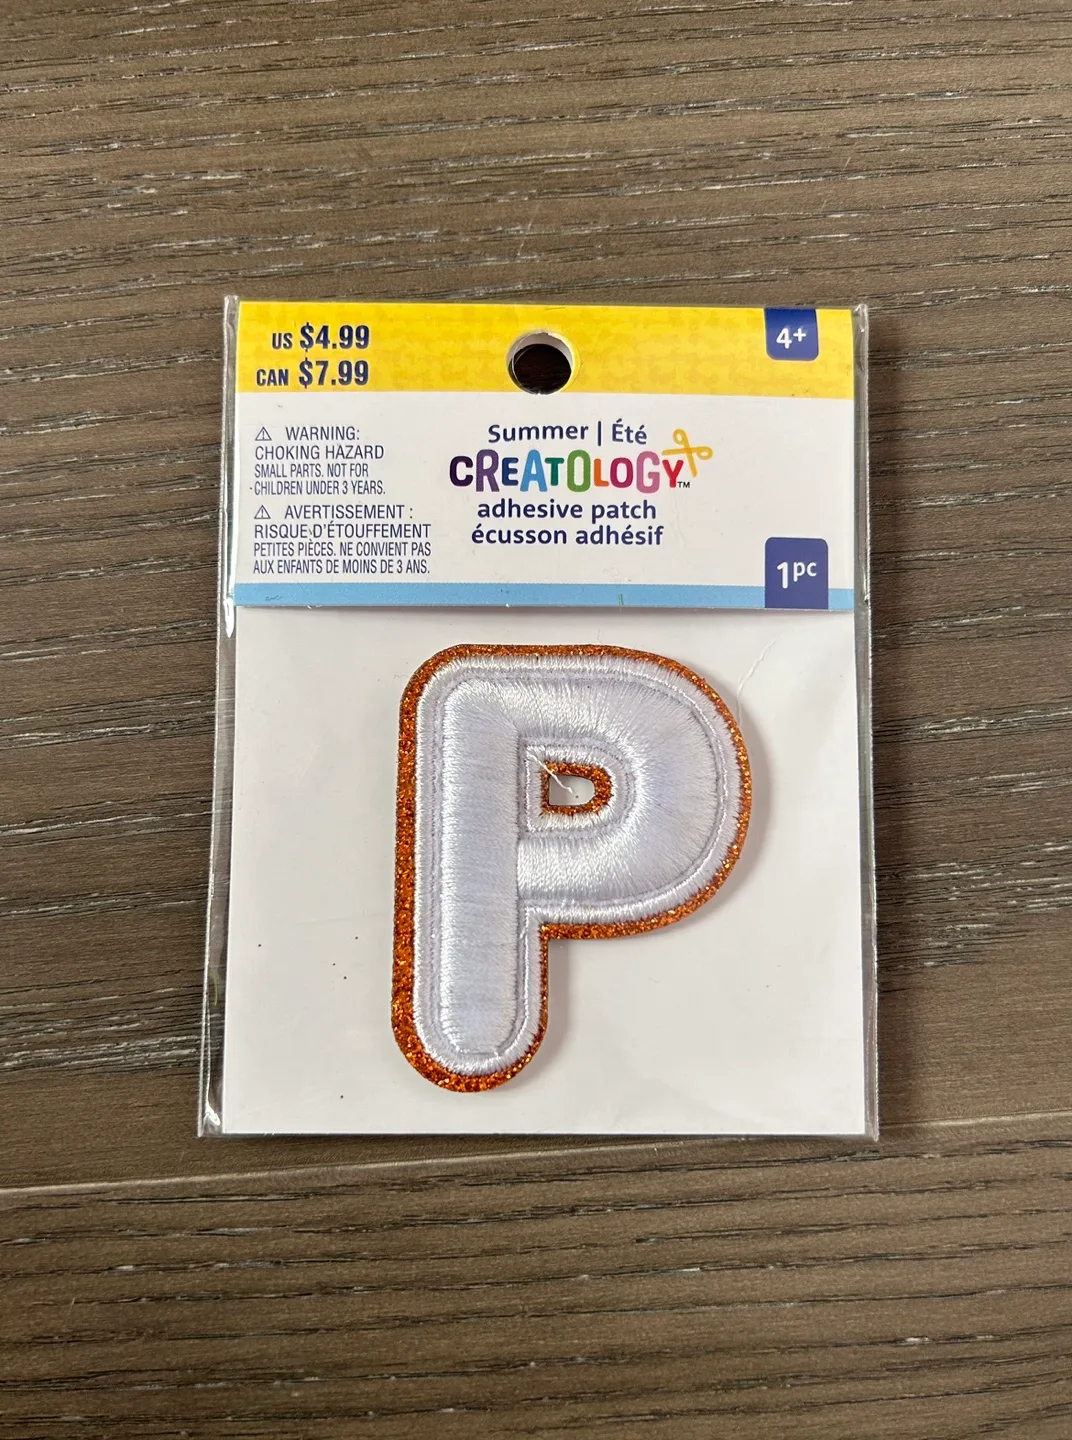 US $4.99
CAN $7.99
4+
⚠ WARNING:
CHOKING HAZARD
SMALL PARTS. NOT FOR
CHILDREN UNDER 3 YEARS.
⚠ AVERTISSEMENT :
RISQUE D'ÉTOUFFEMENT
PETITES PIÈCES. NE CONVIENT PAS
AUX ENFANTS DE MOINS DE 3 ANS.
Summer | Été
CREATOLOGY™
adhesive patch
écusson adhésif
1pc
P